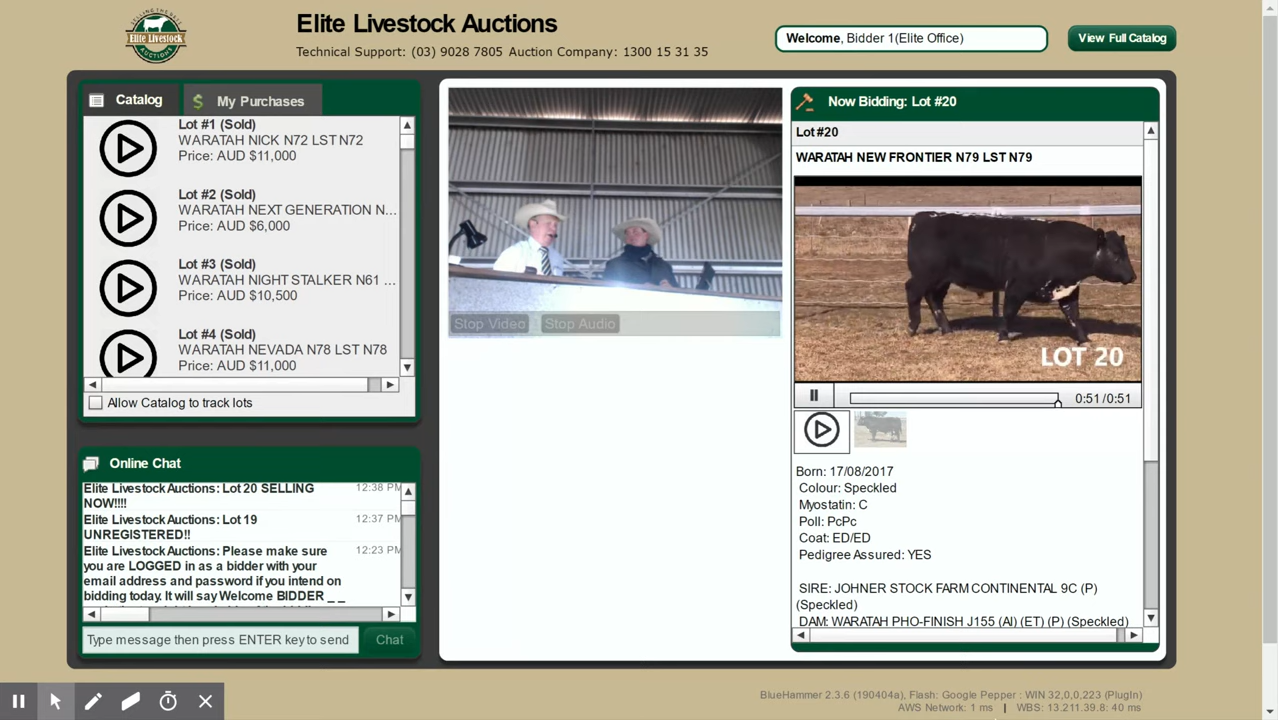 Elite Livestock Auctions
Technical Support: (03) 9028 7805 Auction Company: 1300 15 31 35
Elite Livestock
AUCTIONS
Welcome, Bidder 1(Elite Office)
View Full Catalog
Catalog
My Purchases
Lot #1 (Sold)
WARATAH NICK N72 LST N72
Price: AUD $11,000
Lot #2 (Sold)
WARATAH NEXT GENERATION N...
Price: AUD $6,000
Lot #3 (Sold)
WARATAH NIGHT STALKER N61 ...
Price: AUD $10,500
Lot #4 (Sold)
WARATAH NEVADA N78 LST N78
Price: AUD $11,000
Allow Catalog to track lots
Online Chat
Elite Livestock Auctions: Lot 20 SELLING 12:38 PM
NOW!!!!
Elite Livestock Auctions: Lot 19 12:37 PM
UNREGISTERED!!
Elite Livestock Auctions: Please make sure 12:23 PM
you are LOGGED in as a bidder with your
email address and password if you intend on
bidding today. It will say Welcome BIDDER _ _
Type message then press ENTER key to send
Chat
Stop Video
Stop Audio
Now Bidding: Lot #20
Lot #20
WARATAH NEW FRONTIER N79 LST N79
LOT 20
0:51/0:51
Born: 17/08/2017
Colour: Speckled
Myostatin: C
Poll: PcPc
Coat: ED/ED
Pedigree Assured: YES
SIRE: JOHNER STOCK FARM CONTINENTAL 9C (P)
(Speckled)
DAM: WARATAH PHO-FINISH J155 (AI) (ET) (P) (Speckled)
BlueHammer 2.3.6 (190404a), Flash: Google Pepper : WIN 32,0,0,223 (PlugIn)
AWS Network: 1 ms | WBS: 13.211.39.8: 40 ms